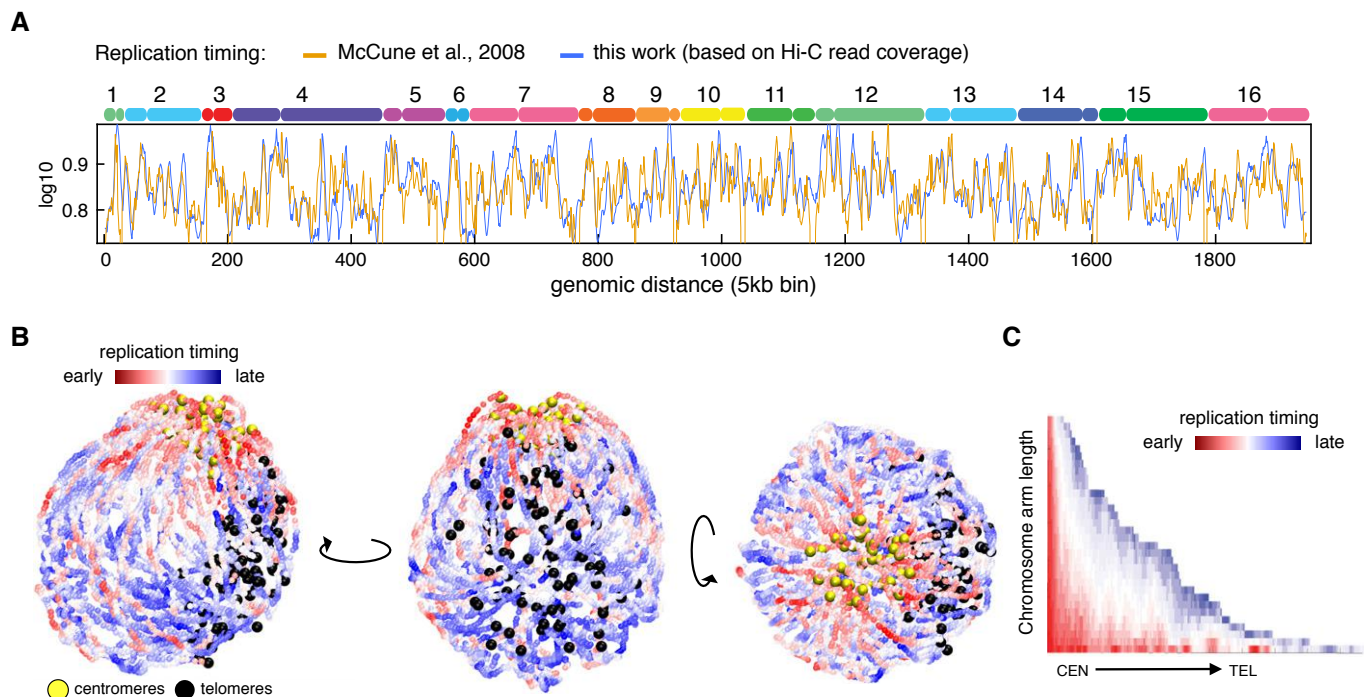 A
Replication timing: McCune et al., 2008 this work (based on Hi-C read coverage)
1 2 3 4 5 6 7 8 9 10 11 12 13 14 15 16
log10
0.9
0.8
0 200 400 600 800 1000 1200 1400 1600 1800
genomic distance (5kb bin)
B
replication timing
early late
centromeres telomeres
C
replication timing
early late
Chromosome arm length
CEN TEL